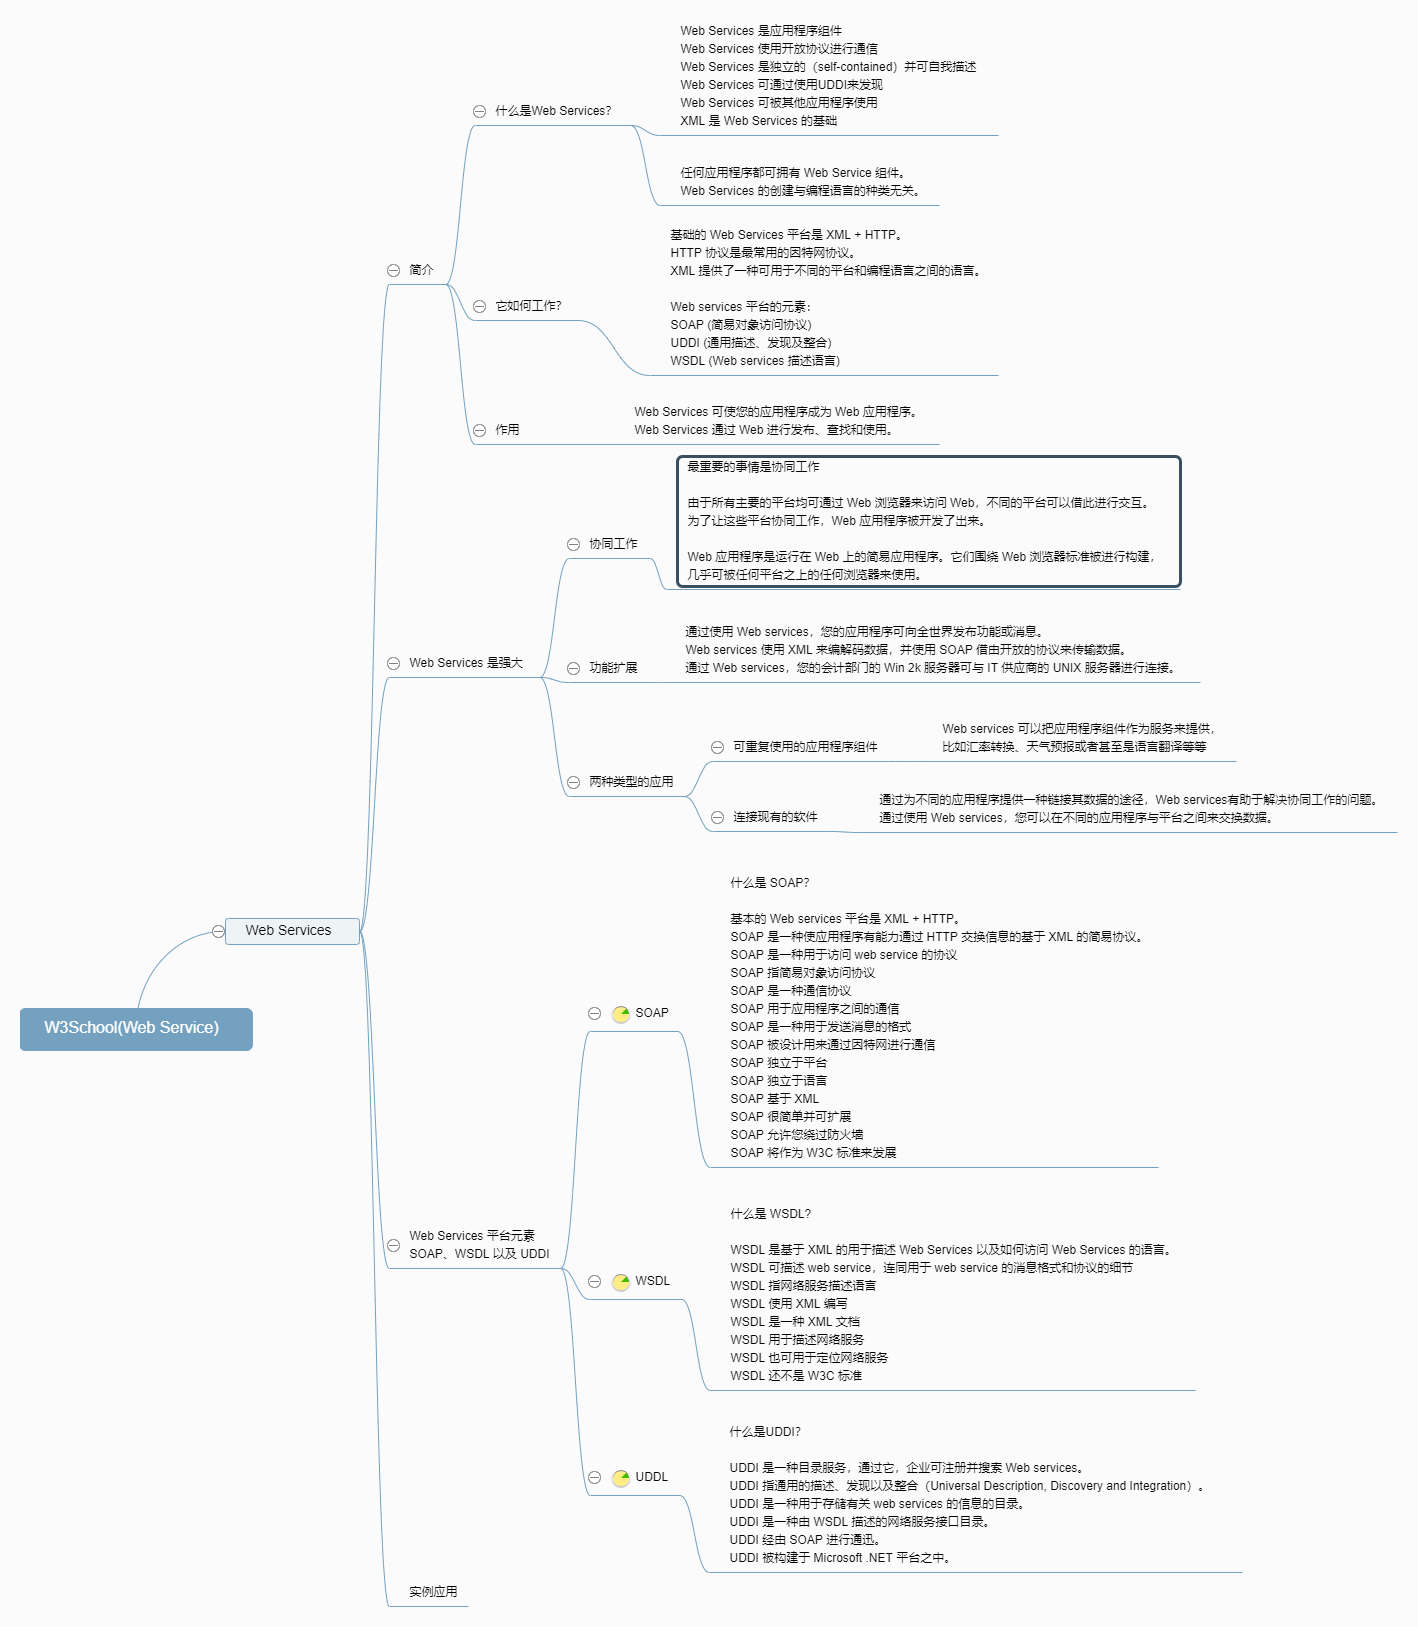 W3School(Web Service)
Web Services
简介
什么是Web Services?
Web Services 是应用程序组件
Web Services 使用开放协议进行通信
Web Services 是独立的（self-contained）并可自我描述
Web Services 可通过使用UDDI来发现
Web Services 可被其他应用程序使用
XML 是 Web Services 的基础
任何应用程序都可拥有 Web Service 组件。
Web Services 的创建与编程语言的种类无关。
它如何工作?
基础的 Web Services 平台是 XML + HTTP。
HTTP 协议是最常用的因特网协议。
XML 提供了一种可用于不同的平台和编程语言之间的语言。
Web services 平台的元素：
SOAP (简易对象访问协议)
UDDI (通用描述、发现及整合)
WSDL (Web services 描述语言)
作用
Web Services 可使您的应用程序成为 Web 应用程序。
Web Services 通过 Web 进行发布、查找和使用。
Web Services 是强大
协同工作
最重要的事情是协同工作
由于所有主要的平台均可通过 Web 浏览器来访问 Web，不同的平台可以借此进行交互。
为了让这些平台协同工作，Web 应用程序被开发了出来。
Web 应用程序是运行在 Web 上的简易应用程序。它们围绕 Web 浏览器标准被进行构建，
几乎可被任何平台之上的任何浏览器来使用。
功能扩展
通过使用 Web services，您的应用程序可向全世界发布功能或消息。
Web services 使用 XML 来编解码数据，并使用 SOAP 借由开放的协议来传输数据。
通过 Web services，您的会计部门的 Win 2k 服务器可与 IT 供应商的 UNIX 服务器进行连接。
两种类型的应用
可重复使用的应用程序组件
Web services 可以把应用程序组件作为服务来提供，
比如汇率转换、天气预报或者甚至是语言翻译等等
连接现有的软件
通过为不同的应用程序提供一种链接其数据的途径，Web services有助于解决协同工作的问题。
通过使用 Web services，您可以在不同的应用程序与平台之间来交换数据。
Web Services 平台元素
SOAP、WSDL 以及 UDDI
SOAP
什么是 SOAP?
基本的 Web services 平台是 XML + HTTP。
SOAP 是一种使应用程序有能力通过 HTTP 交换信息的基于 XML 的简易协议。
SOAP 是一种用于访问 web service 的协议
SOAP 指简易对象访问协议
SOAP 是一种通信协议
SOAP 用于应用程序之间的通信
SOAP 是一种用于发送消息的格式
SOAP 被设计用来通过因特网进行通信
SOAP 独立于平台
SOAP 独立于语言
SOAP 基于 XML
SOAP 很简单并可扩展
SOAP 允许您绕过防火墙
SOAP 将作为 W3C 标准来发展
WSDL
什么是 WSDL?
WSDL 是基于 XML 的用于描述 Web Services 以及如何访问 Web Services 的语言。
WSDL 可描述 web service，连同用于 web service 的消息格式和协议的细节
WSDL 指网络服务描述语言
WSDL 使用 XML 编写
WSDL 是一种 XML 文档
WSDL 用于描述网络服务
WSDL 也可用于定位网络服务
WSDL 还不是 W3C 标准
UDDL
什么是UDDI?
UDDI 是一种目录服务，通过它，企业可注册并搜索 Web services。
UDDI 指通用的描述、发现以及整合（Universal Description, Discovery and Integration）。
UDDI 是一种用于存储有关 web services 的信息的目录。
UDDI 是一种由 WSDL 描述的网络服务接口目录。
UDDI 经由 SOAP 进行通迅。
UDDI 被构建于 Microsoft .NET 平台之中。
实例应用